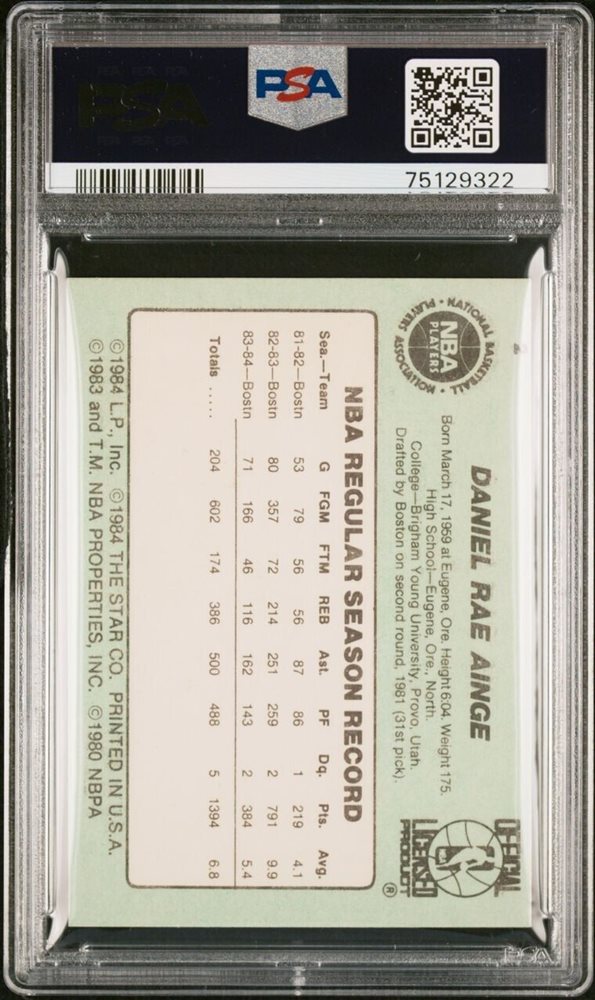 PSA
75129322
NATIONAL BASKETBALL
PLAYERS ASSOCIATION
NBA
PLAYERS
DANIEL RAE AINGE
Born March 17, 1959 at Eugene, Ore. Height 6:04. Weight 175.
High School—Eugene, Ore., North.
College—Brigham Young University, Provo, Utah.
Drafted by Boston on second round, 1981 (31st pick).
OFFICIAL
LICENSED
PRODUCT
®
NBA REGULAR SEASON RECORD
Sea.—Team G FGM FTM REB Ast. PF Dq. Pts. Avg.
81-82—Bostn 53 79 56 56 87 86 1 219 4.1
82-83—Bostn 80 357 72 214 251 259 2 791 9.9
83-84—Bostn 71 166 46 116 162 143 2 384 5.4
Totals ..... 204 602 174 386 500 488 5 1394 6.8
©1984 L.P., Inc. ©1984 THE STAR CO. PRINTED IN U.S.A.
©1983 and T.M. NBA PROPERTIES, INC. ©1980 NBPA